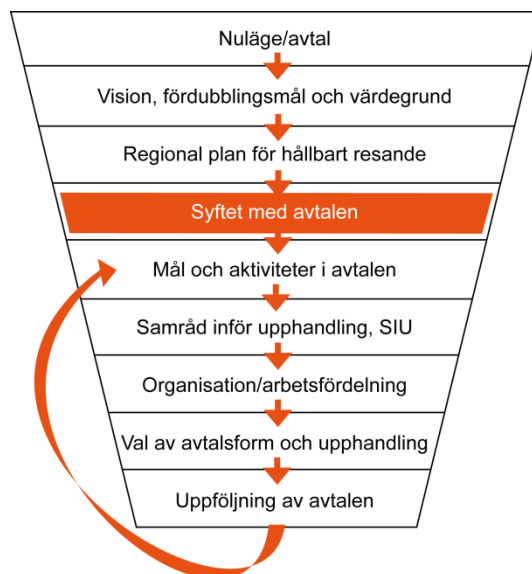 Nuläge/avtal
Vision, fördubblingsmål och värdegrund
Regional plan för hållbart resande
Syftet med avtalen
Mål och aktiviteter i avtalen
Samråd inför upphandling, SIU
Organisation/arbetsfördelning
Val av avtalsform och upphandling
Uppföljning av avtalen